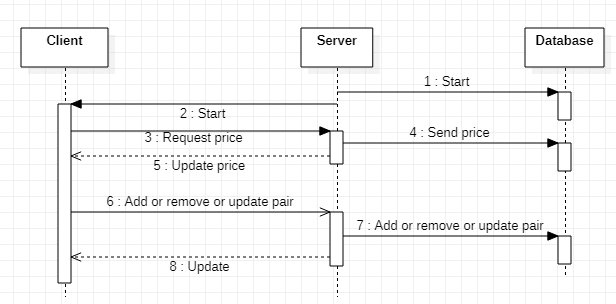 Client
Server
Database
1 : Start
2 : Start
3 : Request price
4 : Send price
5 : Update price
6 : Add or remove or update pair
7 : Add or remove or update pair
8 : Update